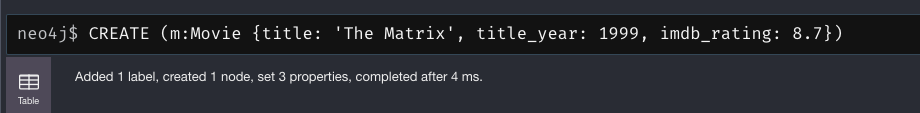 neo4j$ CREATE (m:Movie {title: 'The Matrix', title_year: 1999, imdb_rating: 8.7})
Added 1 label, created 1 node, set 3 properties, completed after 4 ms.
Table